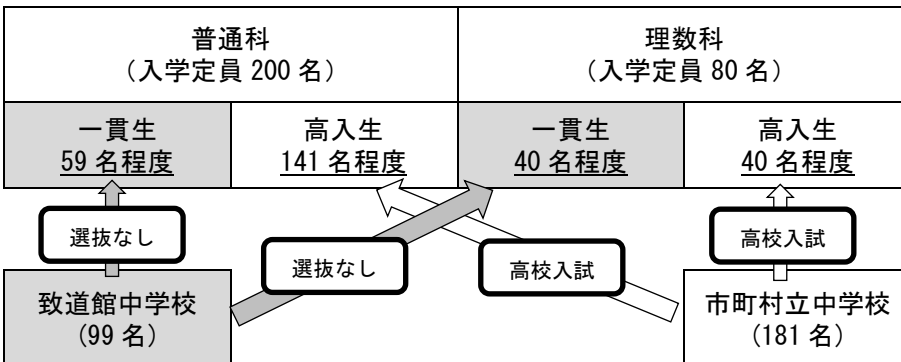 普通科
(入学定員 200 名)
理数科
(入学定員 80 名)
一貫生
59 名程度
高入生
141 名程度
一貫生
40 名程度
高入生
40 名程度
選抜なし
選抜なし
高校入試
高校入試
致道館中学校
(99 名)
市町村立中学校
(181 名)